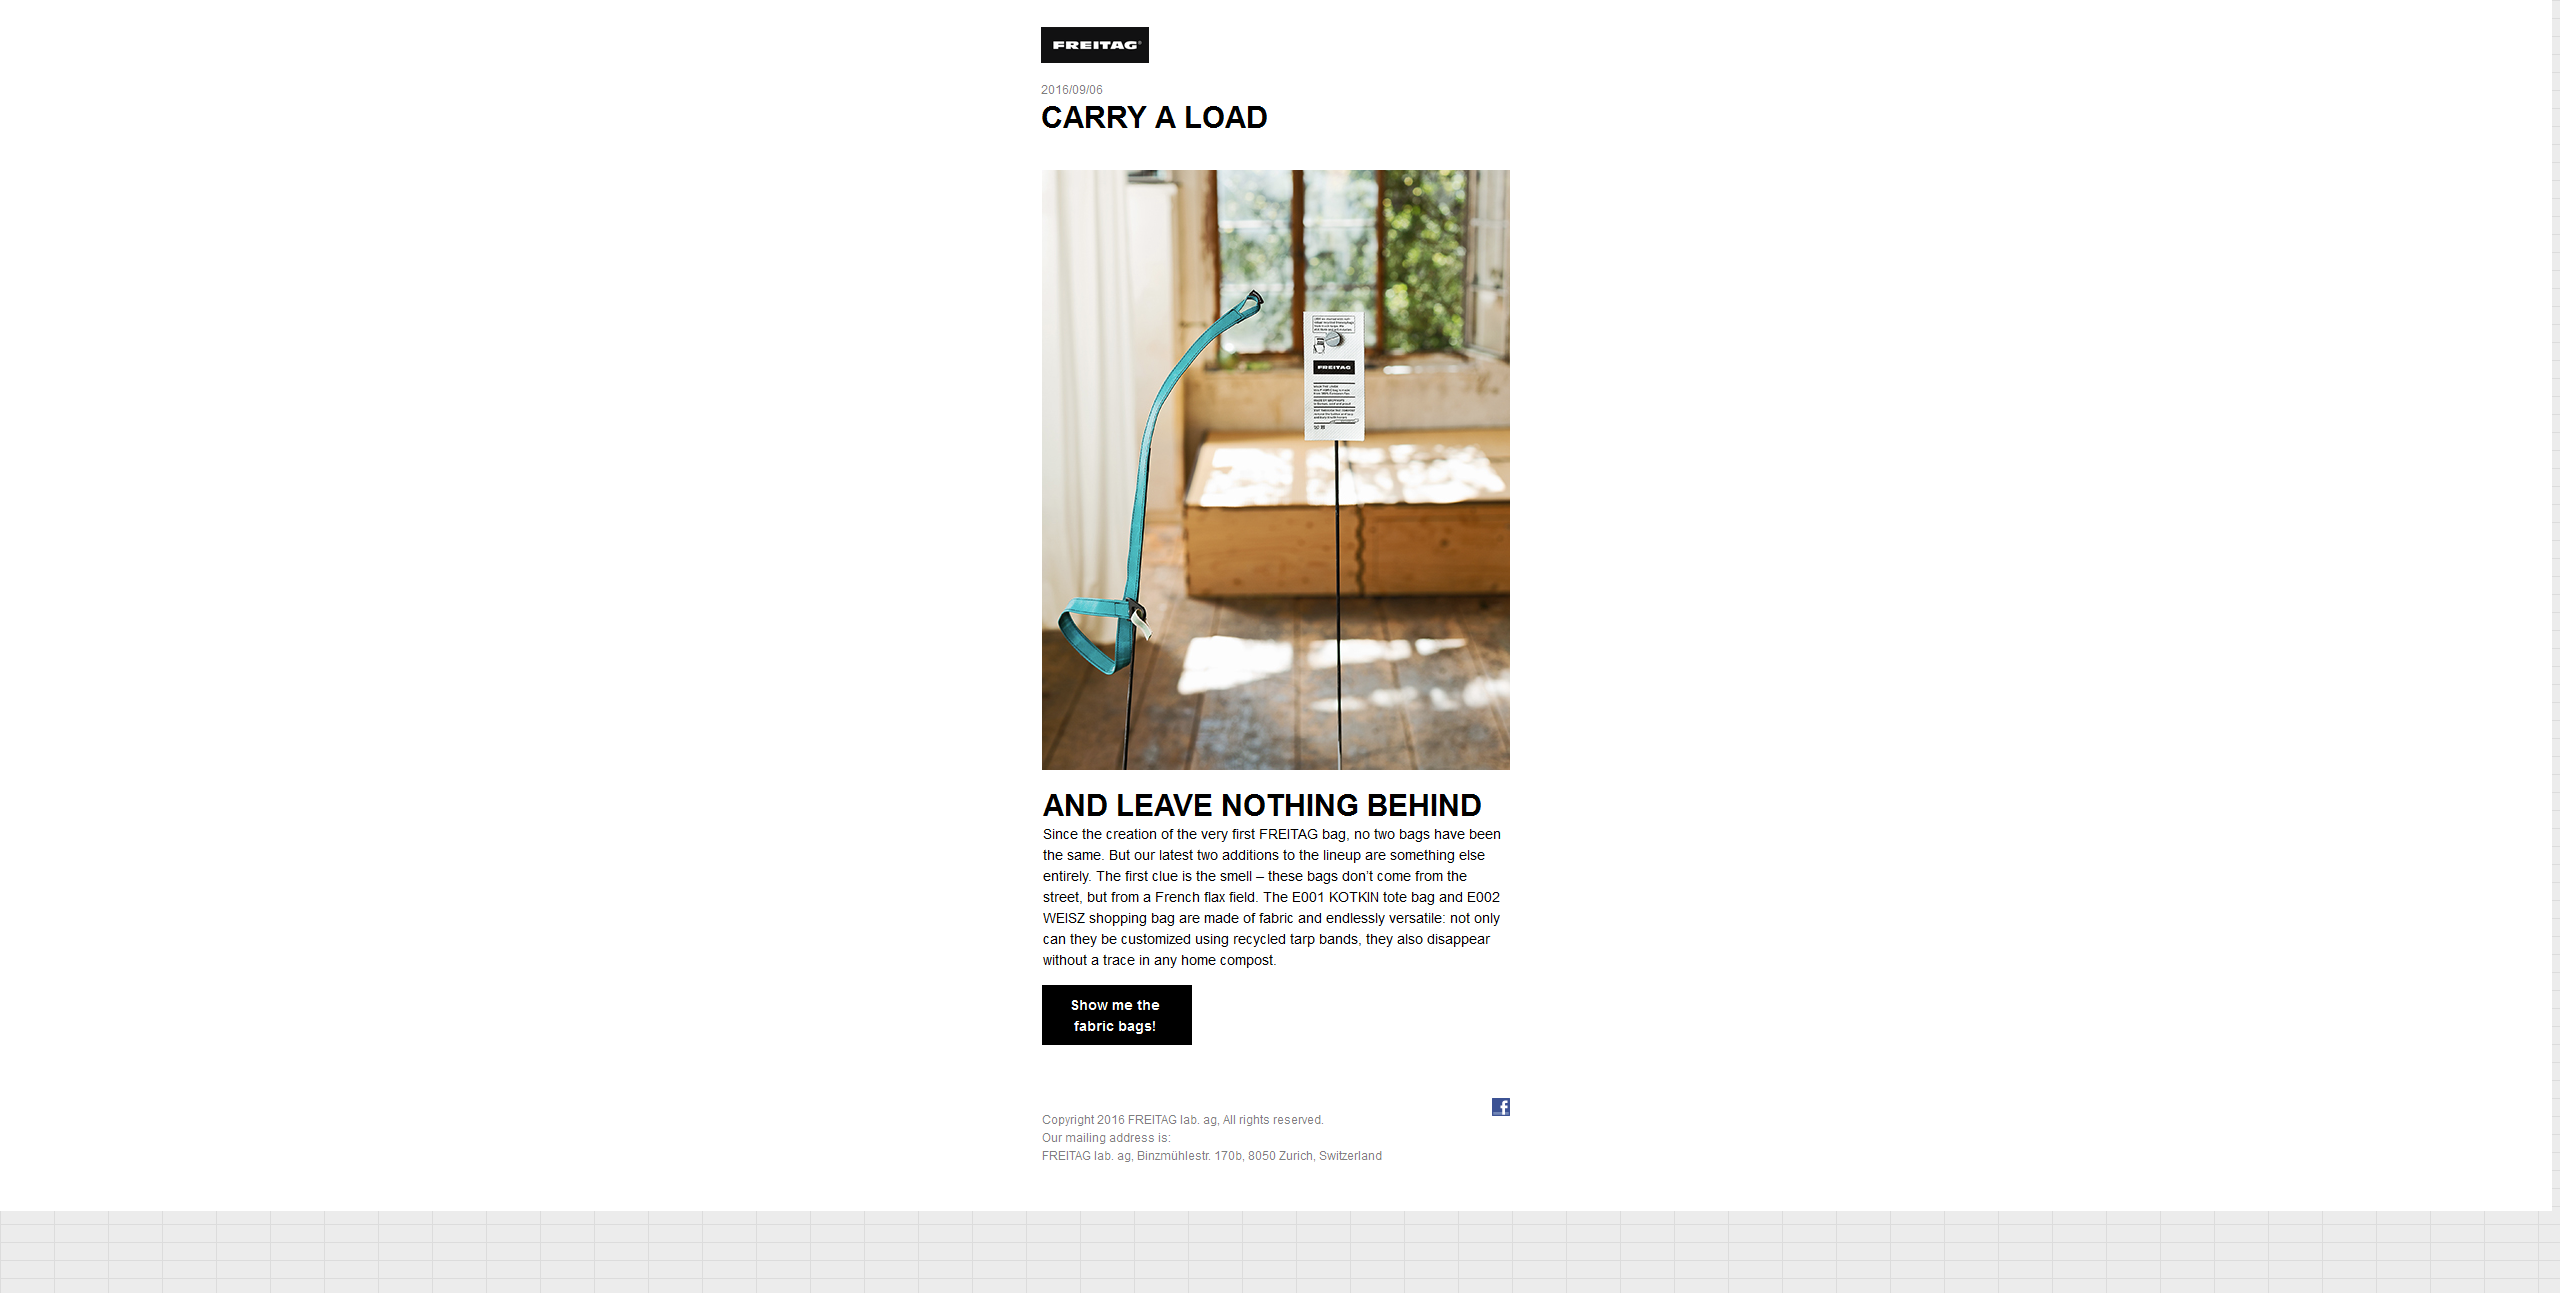 FREITAG®
2016/09/06
CARRY A LOAD
FREITAG
AND LEAVE NOTHING BEHIND
Since the creation of the very first FREITAG bag, no two bags have been
the same. But our latest two additions to the lineup are something else
entirely. The first clue is the smell – these bags don’t come from the
street, but from a French flax field. The E001 KOTKIN tote bag and E002
WEISZ shopping bag are made of fabric and endlessly versatile: not only
can they be customized using recycled tarp bands, they also disappear
without a trace in any home compost.
Show me the
fabric bags!
Copyright 2016 FREITAG lab. ag, All rights reserved.
Our mailing address is:
FREITAG lab. ag, Binzmühlestr. 170b, 8050 Zurich, Switzerland